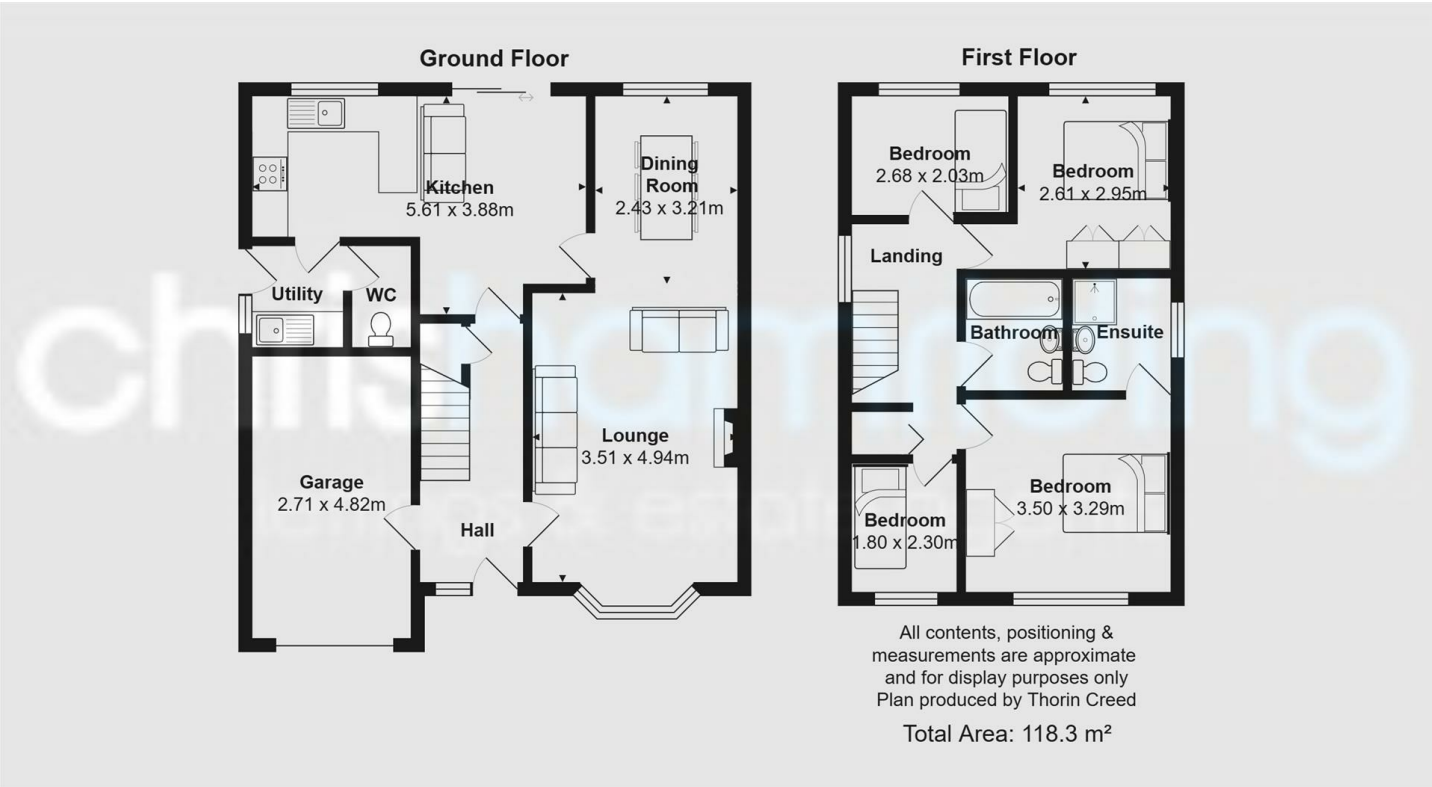 Ground Floor
First Floor
Kitchen
5.61 x 3.88m
Dining
Room
2.43 x 3.21m
Utility
WC
Lounge
3.51 x 4.94m
Garage
2.71 x 4.82m
Hall
Bedroom
2.68 x 2.03m
Bedroom
2.61 x 2.95m
Landing
Bathroom
Ensuite
Bedroom
1.80 x 2.30m
Bedroom
3.50 x 3.29m
All contents, positioning &
measurements are approximate
and for display purposes only
Plan produced by Thorin Creed
Total Area: 118.3 m²